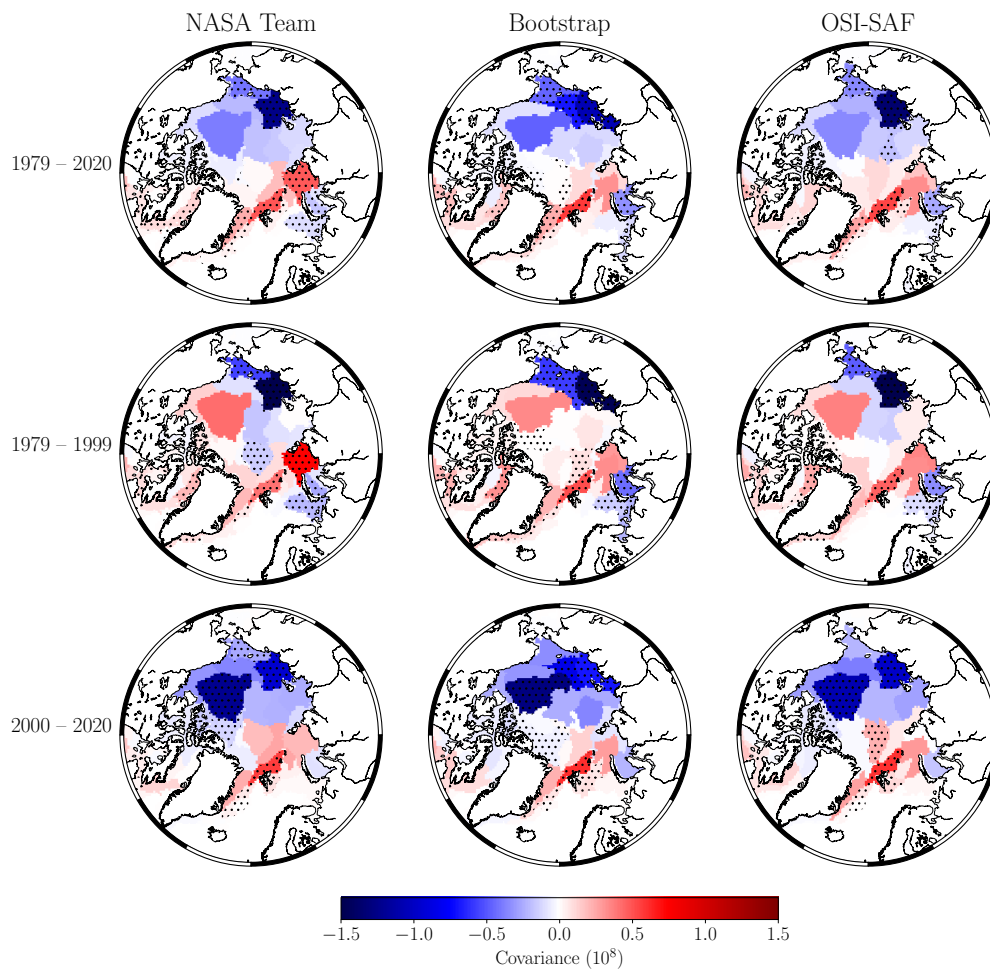 NASA Team
Bootstrap
OSI-SAF
1979 – 2020
1979 – 1999
2000 – 2020
−1.5 −1.0 −0.5 0.0 0.5 1.0 1.5
Covariance (10⁸)